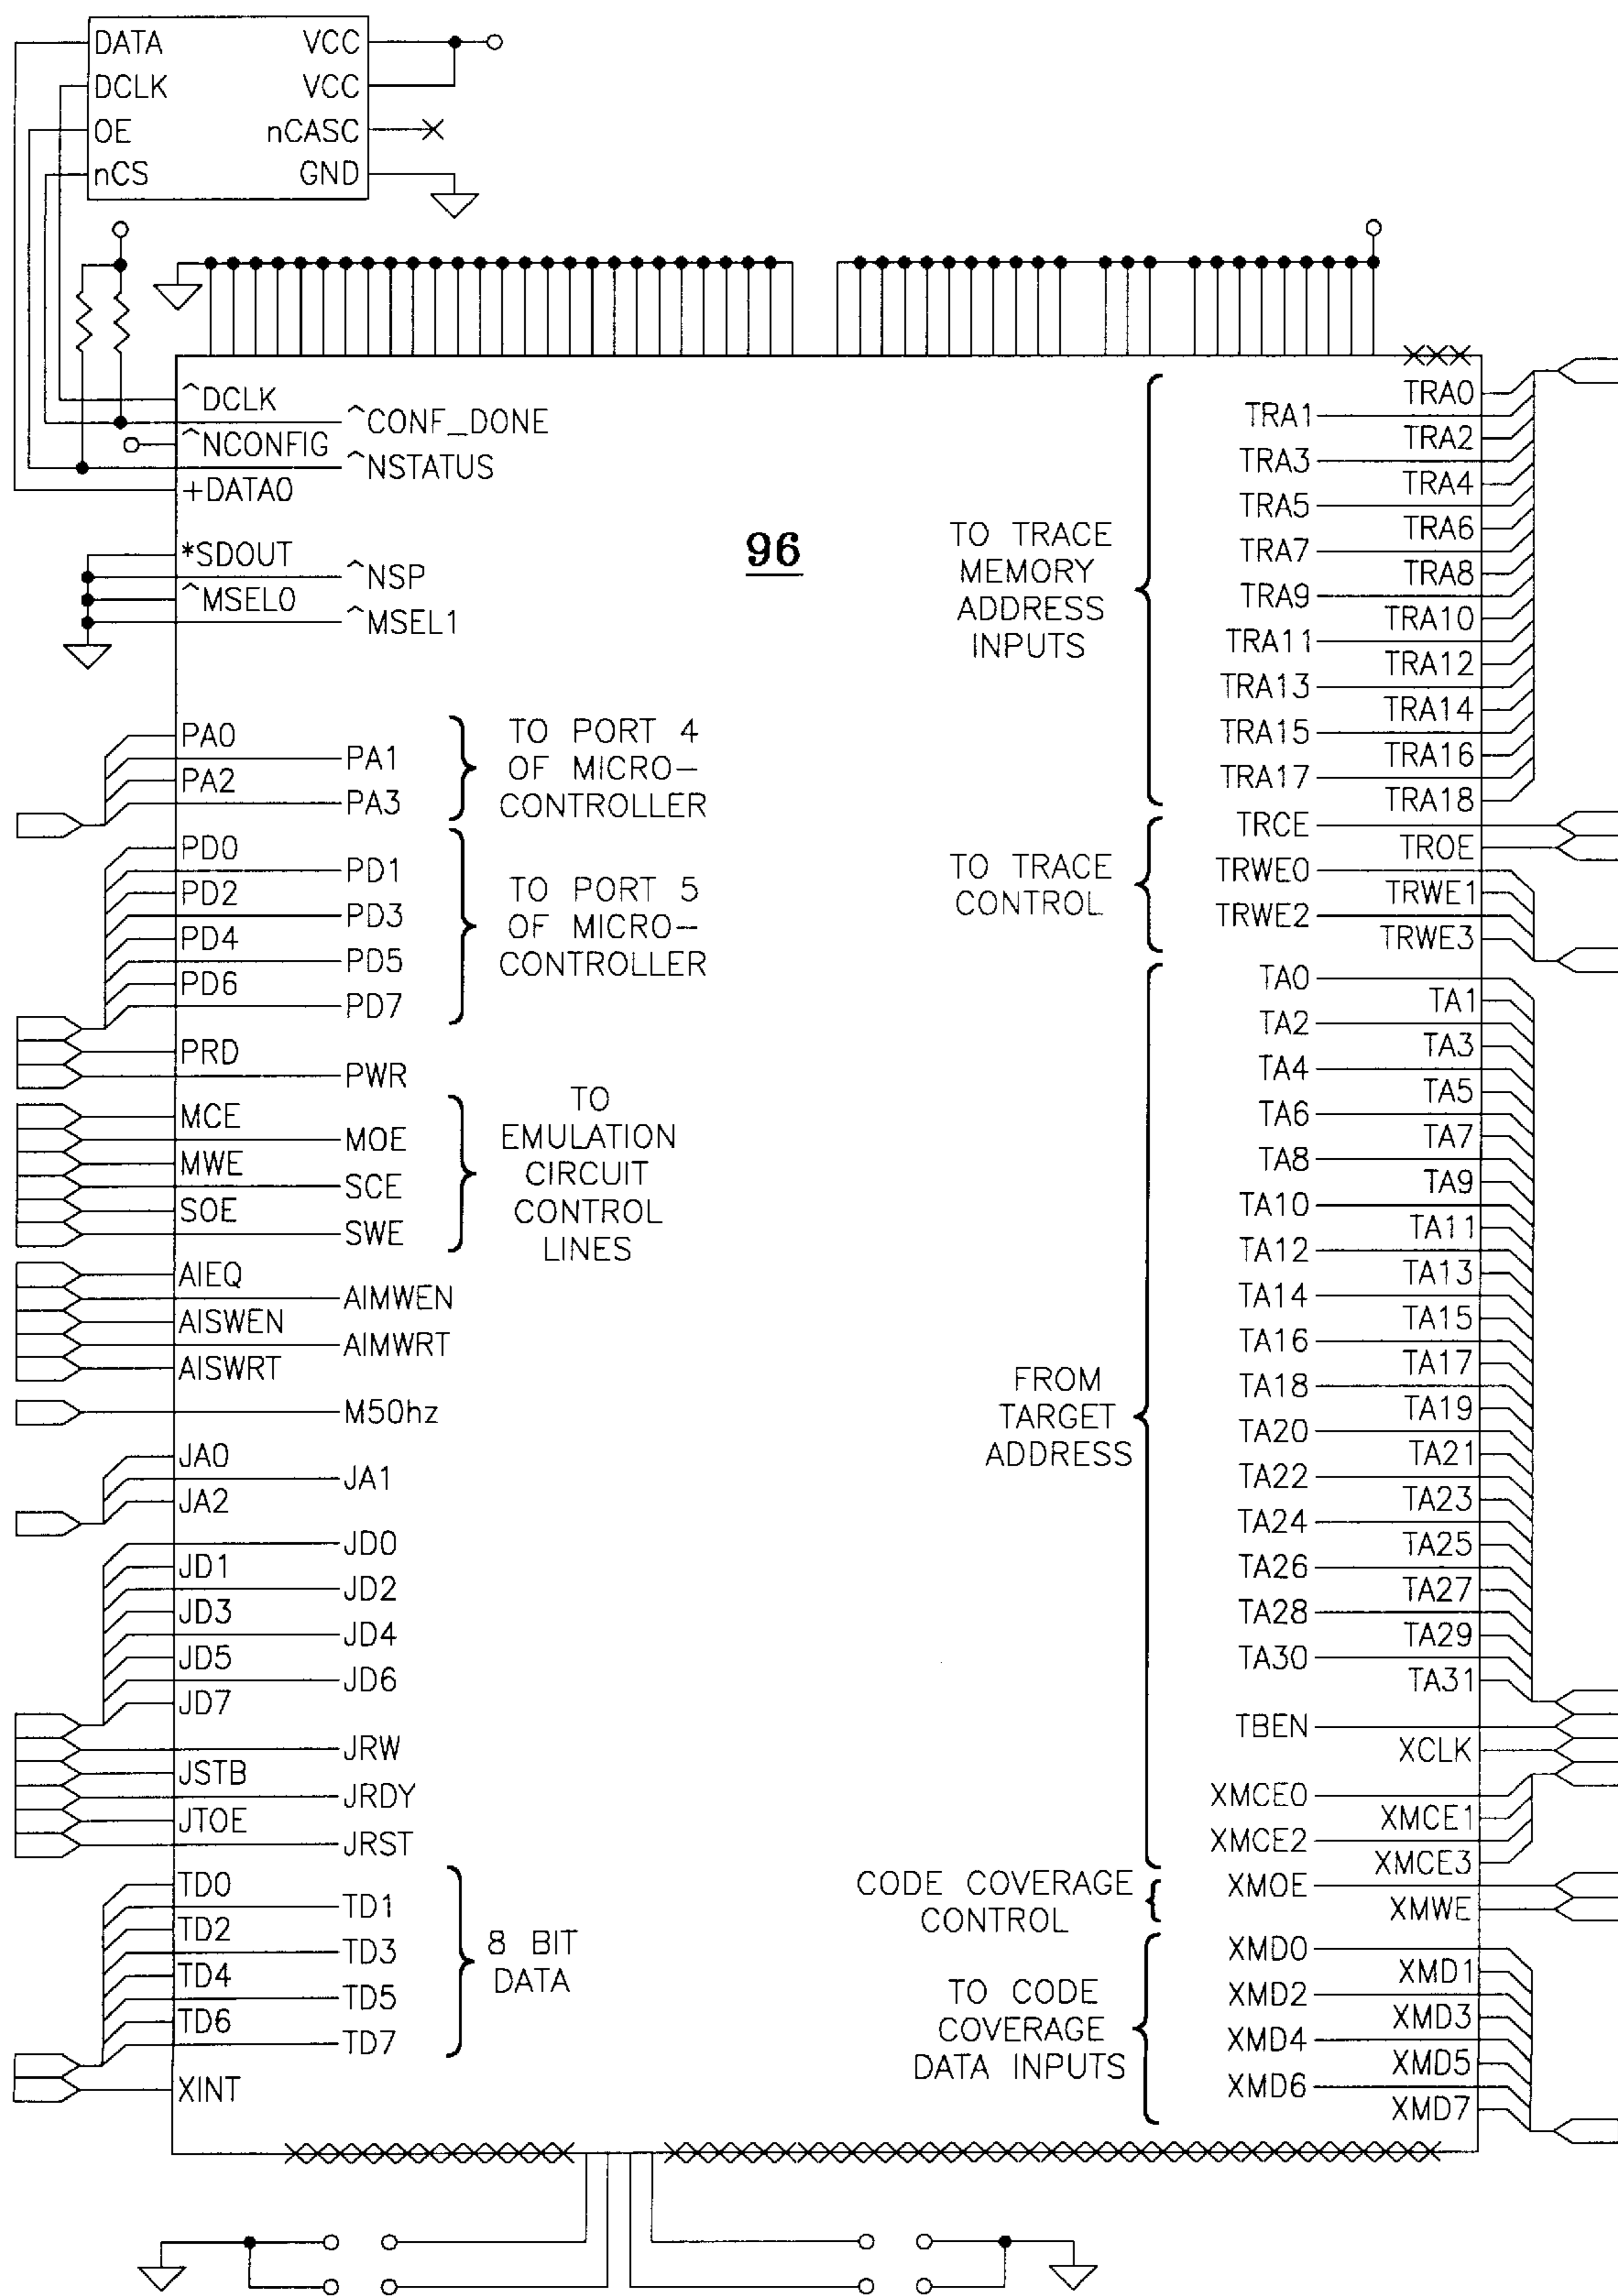 DATA VCC
DCLK VCC
OE nCASC
nCS GND
^DCLK
^CONF_DONE
^NCONFIG
^NSTATUS
+DATA0
*SDOUT
^NSP
^MSEL0
^MSEL1
96
PA0
PA1
PA2
PA3
TO PORT 4
OF MICRO-
CONTROLLER
PD0
PD1
PD2
PD3
PD4
PD5
PD6
PD7
TO PORT 5
OF MICRO-
CONTROLLER
PRD
PWR
MCE
MOE
MWE
SCE
SOE
SWE
TO
EMULATION
CIRCUIT
CONTROL
LINES
AIEQ
AIMWEN
AISWEN
AIMWRT
AISWRT
M50hz
JA0
JA1
JA2
JD0
JD1
JD2
JD3
JD4
JD5
JD6
JD7
JRW
JSTB
JRDY
JTOE
JRST
TD0
TD1
TD2
TD3
TD4
TD5
TD6
TD7
8 BIT
DATA
XINT
TO TRACE
MEMORY
ADDRESS
INPUTS
TRA0
TRA1
TRA2
TRA3
TRA4
TRA5
TRA6
TRA7
TRA8
TRA9
TRA10
TRA11
TRA12
TRA13
TRA14
TRA15
TRA16
TRA17
TRA18
TO TRACE
CONTROL
TRCE
TROE
TRWE0
TRWE1
TRWE2
TRWE3
FROM
TARGET
ADDRESS
TA0
TA1
TA2
TA3
TA4
TA5
TA6
TA7
TA8
TA9
TA10
TA11
TA12
TA13
TA14
TA15
TA16
TA17
TA18
TA19
TA20
TA21
TA22
TA23
TA24
TA25
TA26
TA27
TA28
TA29
TA30
TA31
TBEN
XCLK
XMCE0
XMCE1
XMCE2
XMCE3
CODE COVERAGE
CONTROL
XMOE
XMWE
TO CODE
COVERAGE
DATA INPUTS
XMD0
XMD1
XMD2
XMD3
XMD4
XMD5
XMD6
XMD7